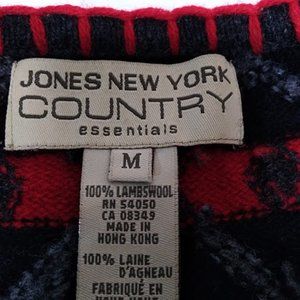 JONES NEW YORK
COUNTRY
essentials
M
100% LAMBSWOOL
RN 54050
CA 08349
MADE IN
HONG KONG
100% LAINE
D'AGNEAU
FABRIQUÉ EN